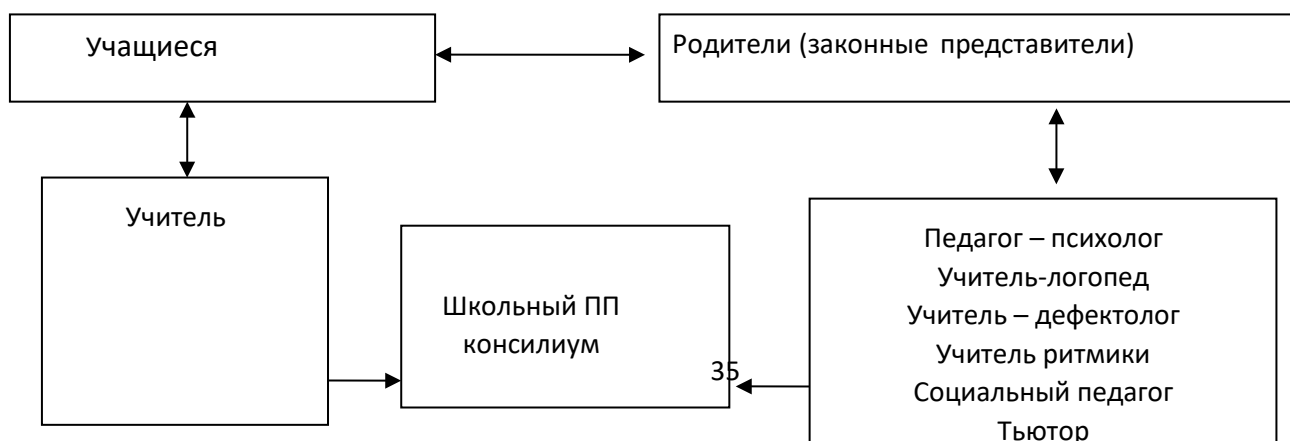 Учащиеся
Родители (законные представители)
Учитель
Школьный ПП
консилиум
35
Педагог – психолог
Учитель-логопед
Учитель – дефектолог
Учитель ритмики
Социальный педагог
Тьютор